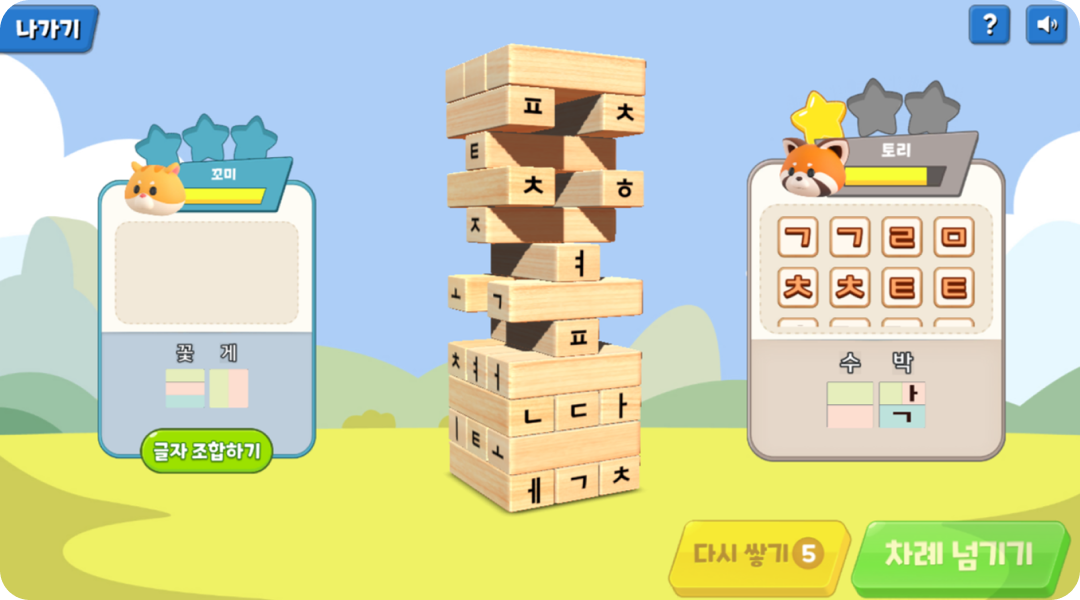 나가기
?
꼬미
꽃 게
글자 조합하기
ㅍ ㅊ
ㅌ
ㅊ ㅎ
ㅈ
ㅕ
ㅗ ㄱ
ㅍ
ㅊ ㅕ ㅓ
ㄴ ㄷ ㅏ
ㅣ ㅌ ㅗ
ㅔ ㄱ ㅊ
토리
ㄱ ㄱ ㄹ ㅁ
ㅊ ㅊ ㅌ ㅌ
수 박
ㅏ
ㄱ
다시 쌓기 5
차례 넘기기